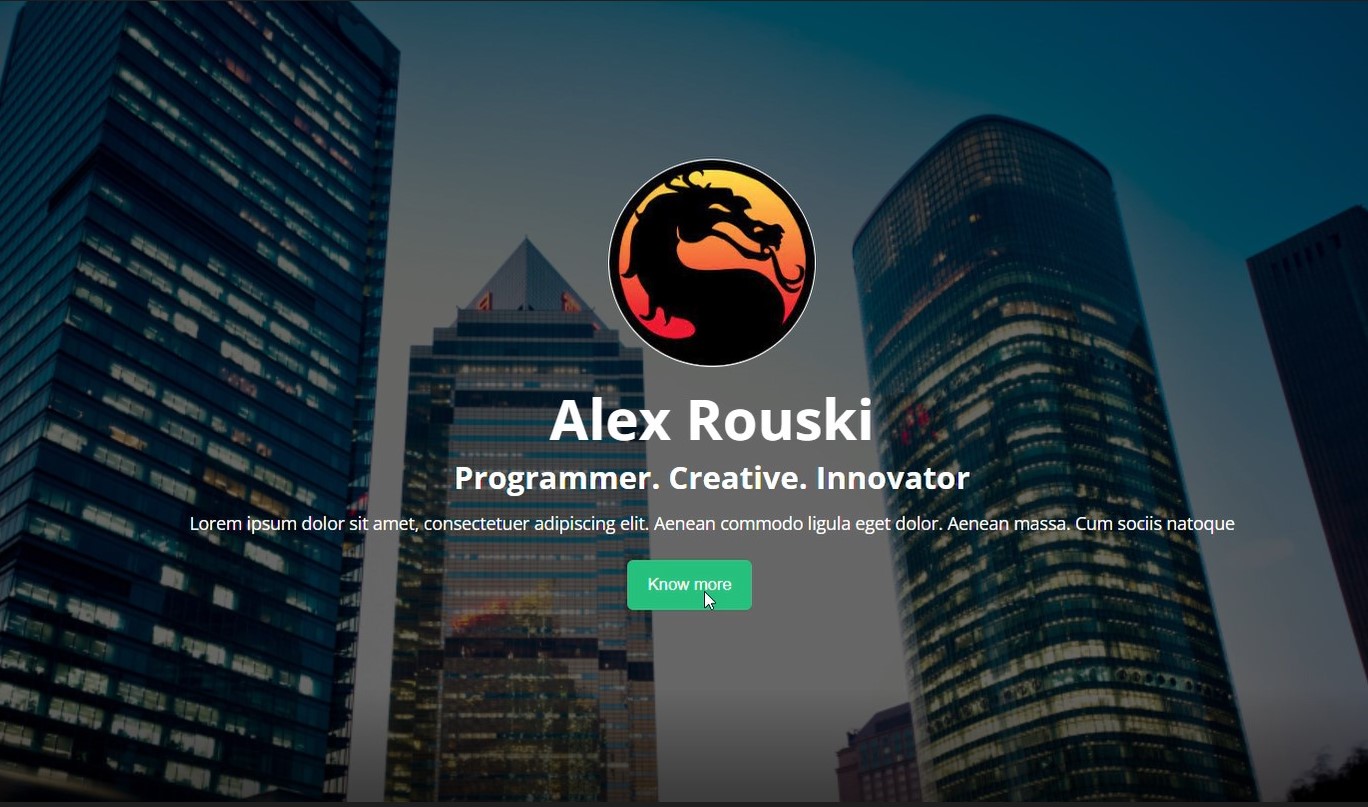 Alex Rouski
Programmer. Creative. Innovator
Lorem ipsum dolor sit amet, consectetuer adipiscing elit. Aenean commodo ligula eget dolor. Aenean massa. Cum sociis natoque
Know more